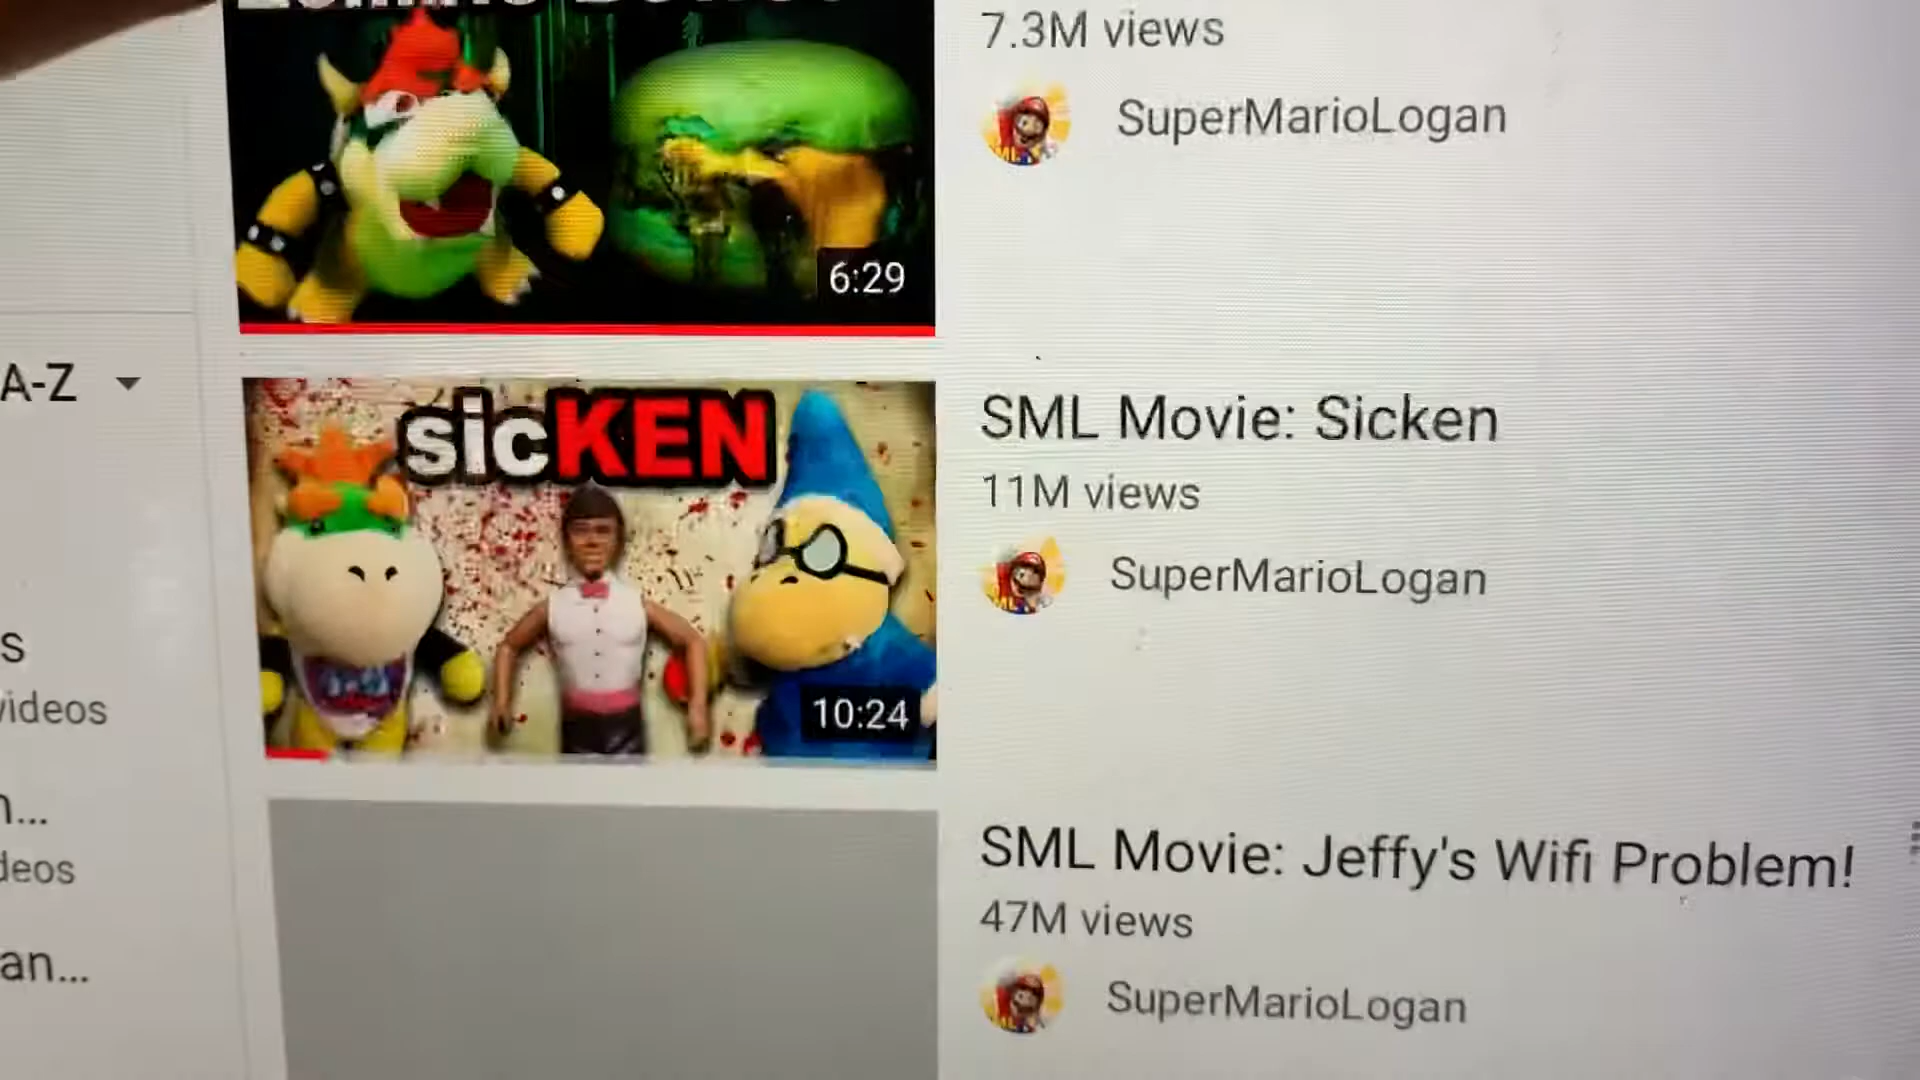 7.3M views
SuperMarioLogan
6:29
A-Z
sicKEN
10:24
SML Movie: Sicken
11M views
SuperMarioLogan
s
videos
n...
deos
an...
SML Movie: Jeffy's Wifi Problem!
47M views
SuperMarioLogan